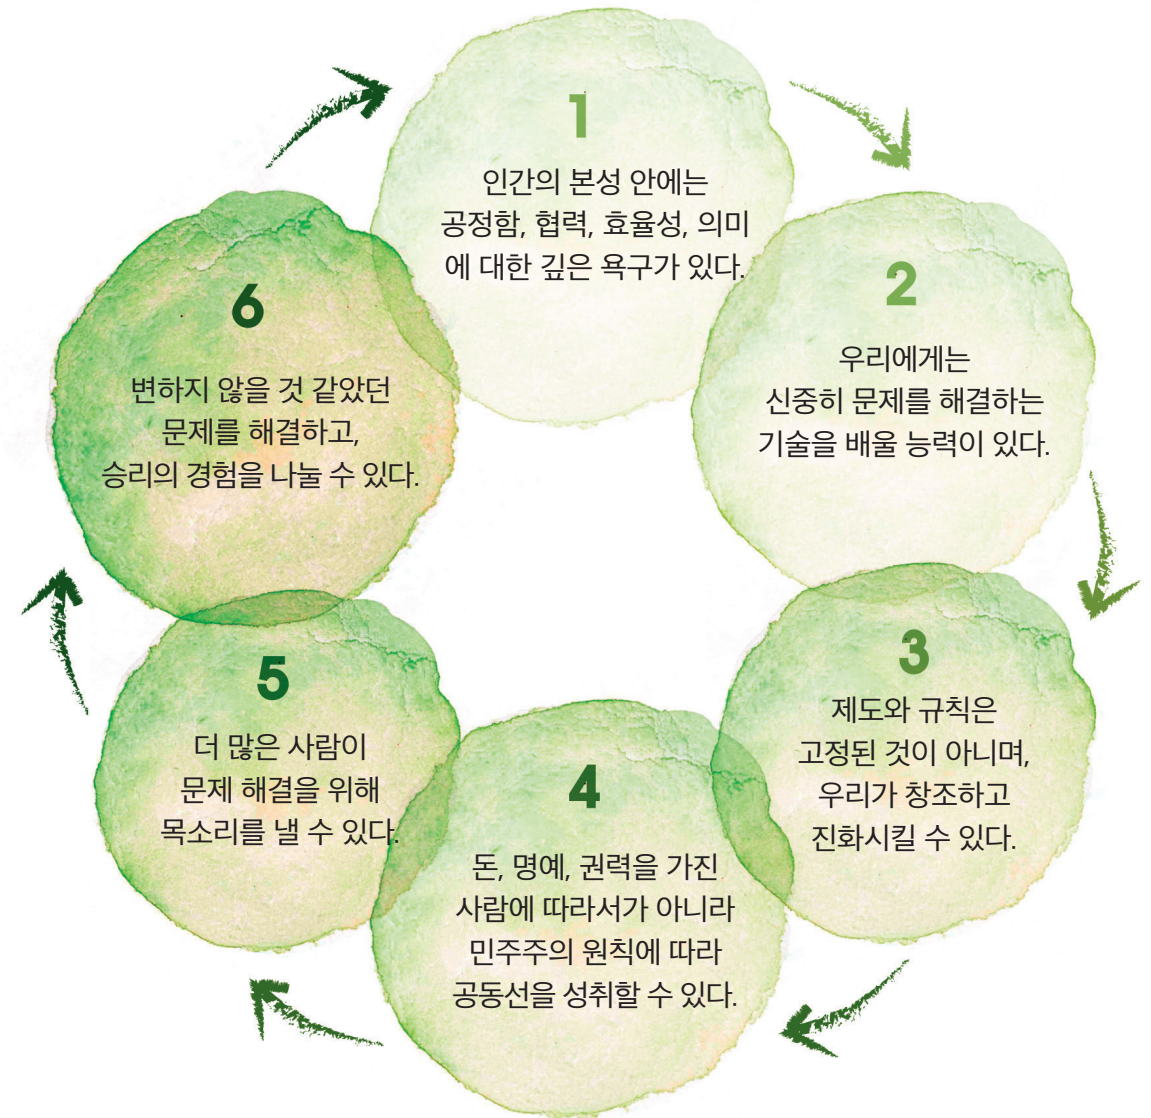 1
인간의 본성 안에는
공정함, 협력, 효율성, 의미
에 대한 깊은 욕구가 있다.
2
우리에게는
신중히 문제를 해결하는
기술을 배울 능력이 있다.
3
제도와 규칙은
고정된 것이 아니며,
우리가 창조하고
진화시킬 수 있다.
4
돈, 명예, 권력을 가진
사람에 따라서가 아니라
민주주의 원칙에 따라
공동선을 성취할 수 있다.
5
더 많은 사람이
문제 해결을 위해
목소리를 낼 수 있다.
6
변하지 않을 것 같았던
문제를 해결하고,
승리의 경험을 나눌 수 있다.